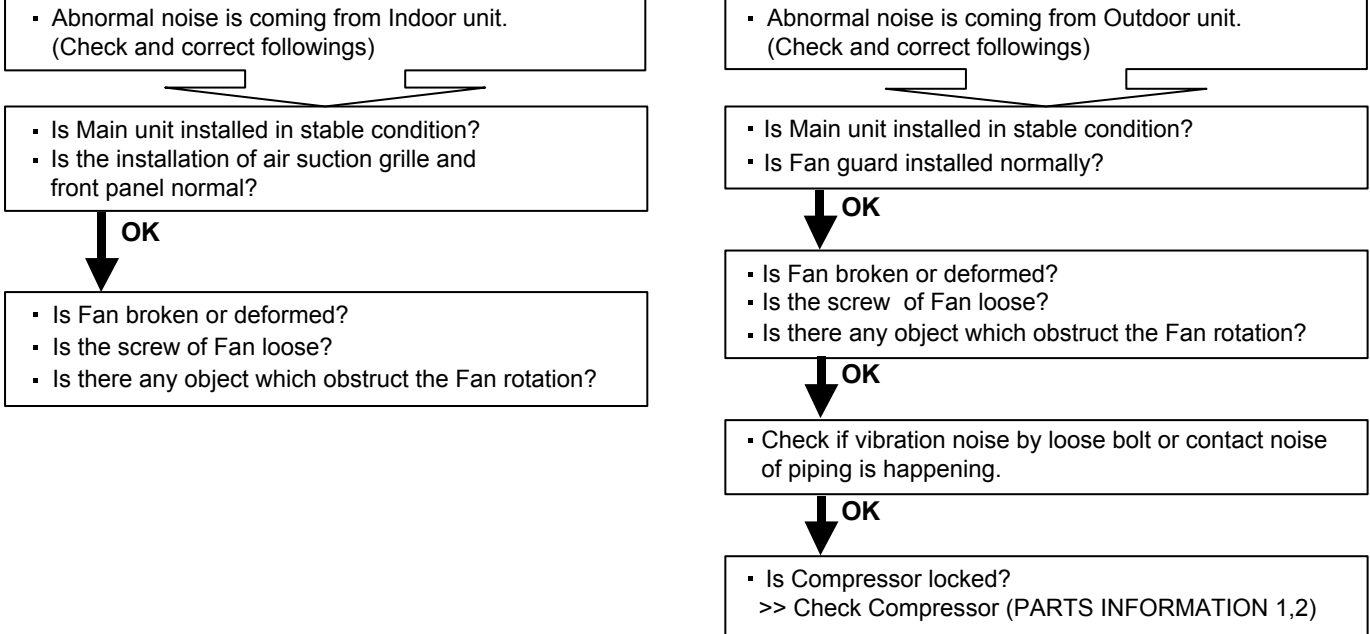 ▪ Abnormal noise is coming from Indoor unit.
(Check and correct followings)
▪ Is Main unit installed in stable condition?
▪ Is the installation of air suction grille and
front panel normal?
OK
▪ Is Fan broken or deformed?
▪ Is the screw of Fan loose?
▪ Is there any object which obstruct the Fan rotation?
▪ Abnormal noise is coming from Outdoor unit.
(Check and correct followings)
▪ Is Main unit installed in stable condition?
▪ Is Fan guard installed normally?
OK
▪ Is Fan broken or deformed?
▪ Is the screw of Fan loose?
▪ Is there any object which obstruct the Fan rotation?
OK
▪ Check if vibration noise by loose bolt or contact noise
of piping is happening.
OK
▪ Is Compressor locked?
>> Check Compressor (PARTS INFORMATION 1,2)